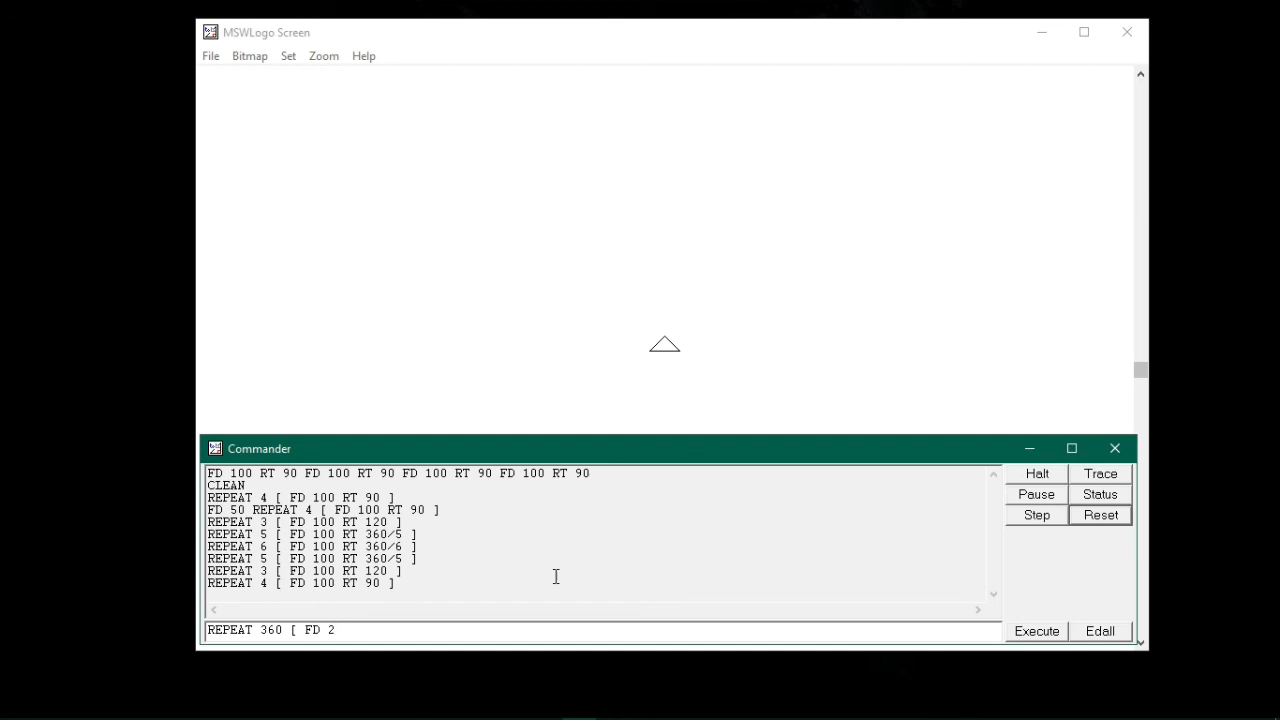 MSWLogo Screen
File Bitmap Set Zoom Help
Commander
FD 100 RT 90 FD 100 RT 90 FD 100 RT 90 FD 100 RT 90
CLEAN
REPEAT 4 [ FD 100 RT 90 ]
FD 50 REPEAT 4 [ FD 100 RT 90 ]
REPEAT 3 [ FD 100 RT 120 ]
REPEAT 5 [ FD 100 RT 360/5 ]
REPEAT 6 [ FD 100 RT 360/6 ]
REPEAT 5 [ FD 100 RT 360/5 ]
REPEAT 3 [ FD 100 RT 120 ]
REPEAT 4 [ FD 100 RT 90 ]
Halt Trace
Pause Status
Step Reset
REPEAT 360 [ FD 2
Execute Edall